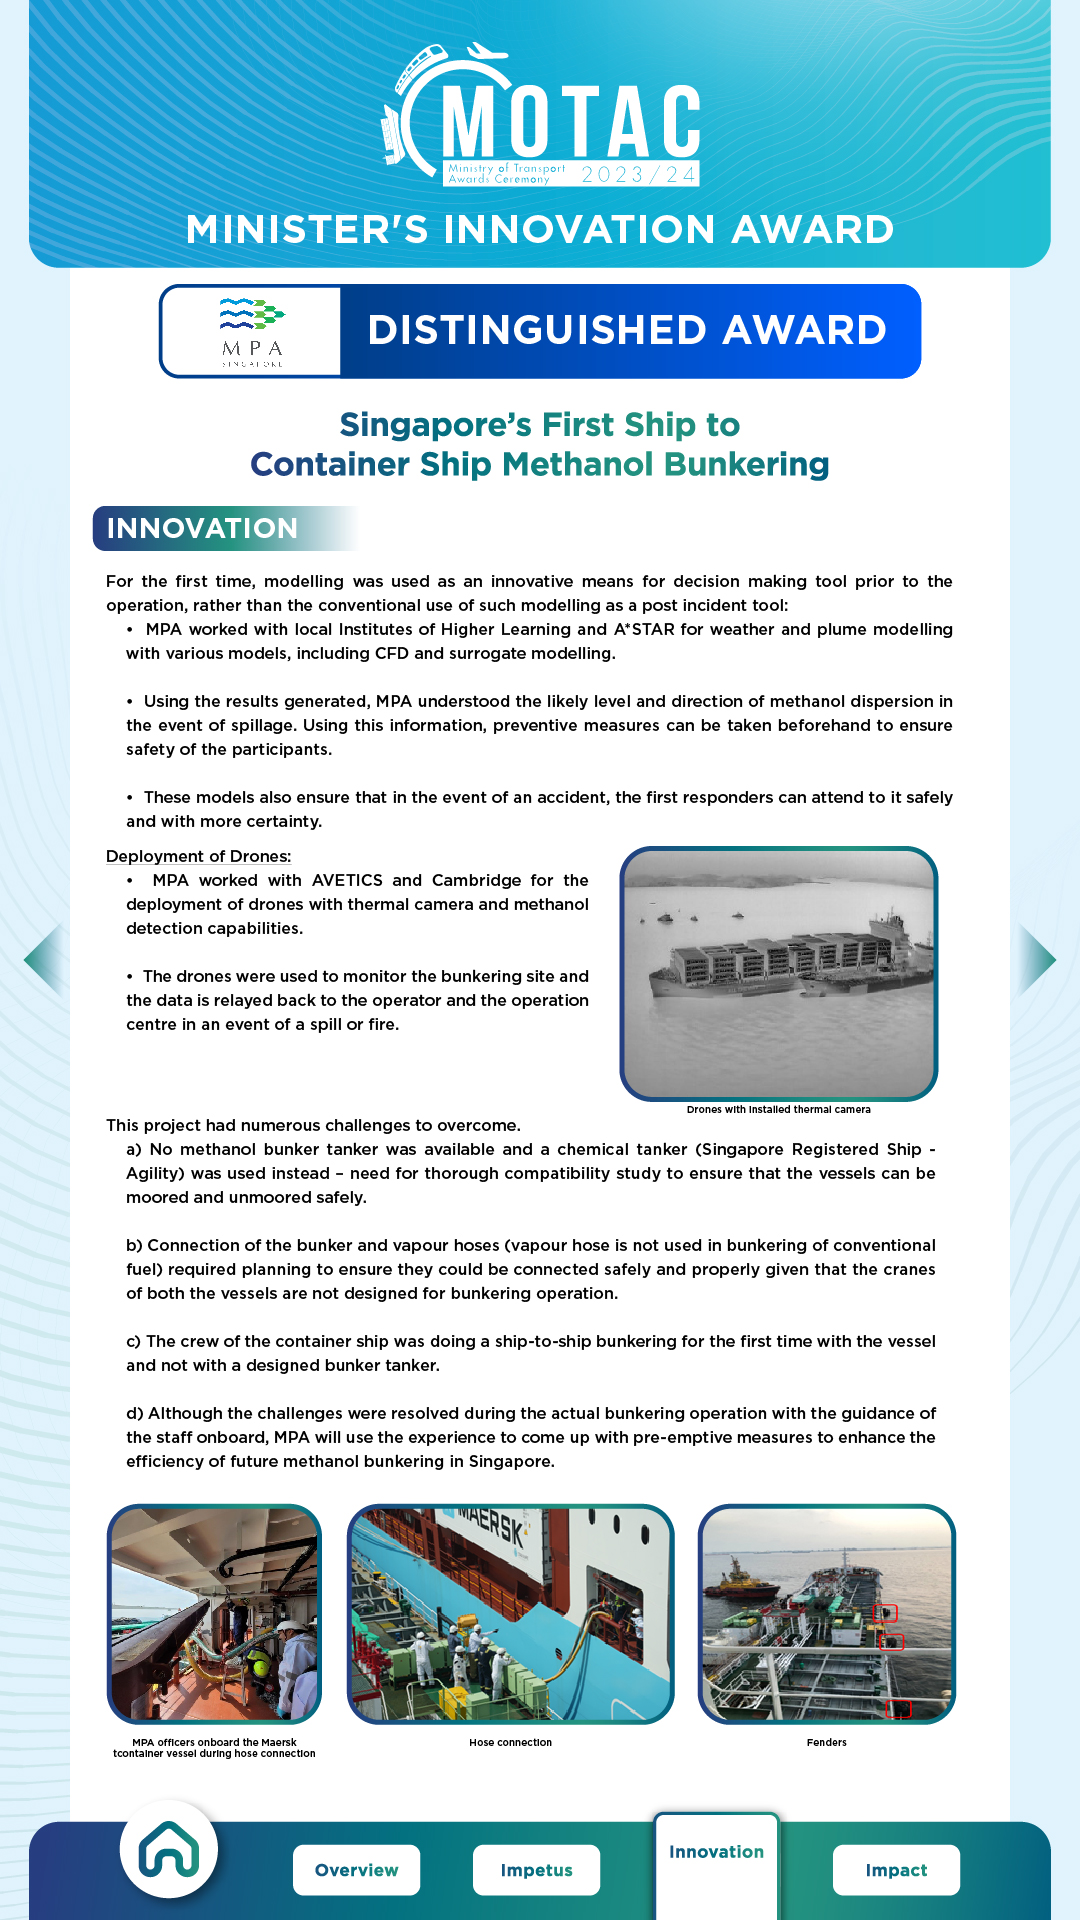 MOTAC
Ministry of Transport
Awards Ceremony
2023/24
MINISTER'S INNOVATION AWARD
MPA
SINGAPORE
DISTINGUISHED AWARD
Singapore’s First Ship to
Container Ship Methanol Bunkering
INNOVATION
For the first time, modelling was used as an innovative means for decision making tool prior to the
operation, rather than the conventional use of such modelling as a post incident tool:
• MPA worked with local Institutes of Higher Learning and A*STAR for weather and plume modelling
with various models, including CFD and surrogate modelling.
• Using the results generated, MPA understood the likely level and direction of methanol dispersion in
the event of spillage. Using this information, preventive measures can be taken beforehand to ensure
safety of the participants.
• These models also ensure that in the event of an accident, the first responders can attend to it safely
and with more certainty.
Deployment of Drones:
• MPA worked with AVETICS and Cambridge for the
deployment of drones with thermal camera and methanol
detection capabilities.
• The drones were used to monitor the bunkering site and
the data is relayed back to the operator and the operation
centre in an event of a spill or fire.
Drones with installed thermal camera
This project had numerous challenges to overcome.
a) No methanol bunker tanker was available and a chemical tanker (Singapore Registered Ship -
Agility) was used instead – need for thorough compatibility study to ensure that the vessels can be
moored and unmoored safely.
b) Connection of the bunker and vapour hoses (vapour hose is not used in bunkering of conventional
fuel) required planning to ensure they could be connected safely and properly given that the cranes
of both the vessels are not designed for bunkering operation.
c) The crew of the container ship was doing a ship-to-ship bunkering for the first time with the vessel
and not with a designed bunker tanker.
d) Although the challenges were resolved during the actual bunkering operation with the guidance of
the staff onboard, MPA will use the experience to come up with pre-emptive measures to enhance the
efficiency of future methanol bunkering in Singapore.
MAERSK
MPA officers onboard the Maersk
tcontainer vessel during hose connection
Hose connection
Fenders
Overview
Impetus
Innovation
Impact